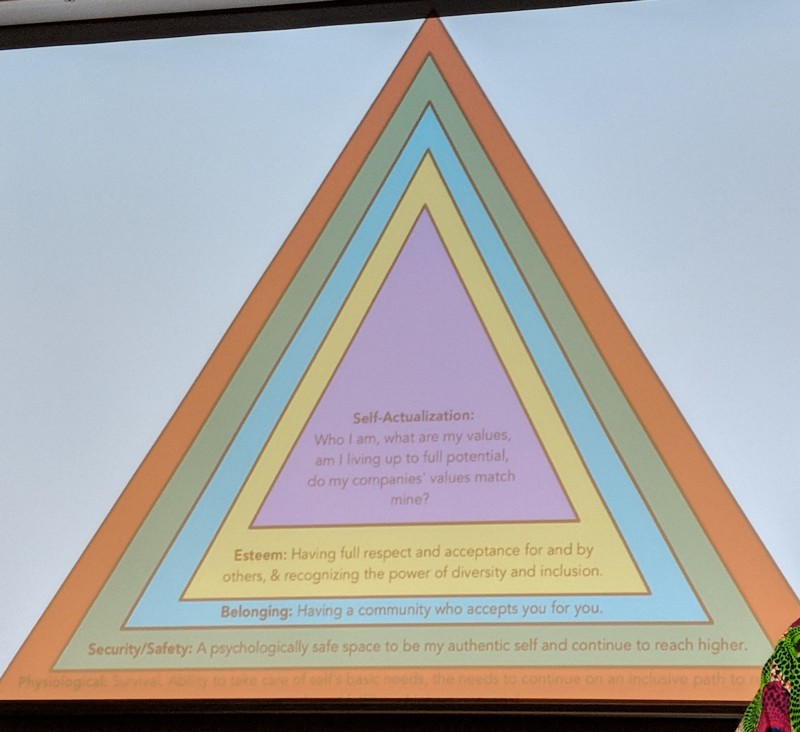 Self-Actualization:
Who I am, what are my values,
am I living up to full potential,
do my companies' values match
mine?
Esteem: Having full respect and acceptance for and by
others, & recognizing the power of diversity and inclusion.
Belonging: Having a community who accepts you for you.
Security/Safety: A psychologically safe space to be my authentic self and continue to reach higher.
Physiological: Survival. Ability to take care of self's basic needs, the needs to continue on an inclusive path to